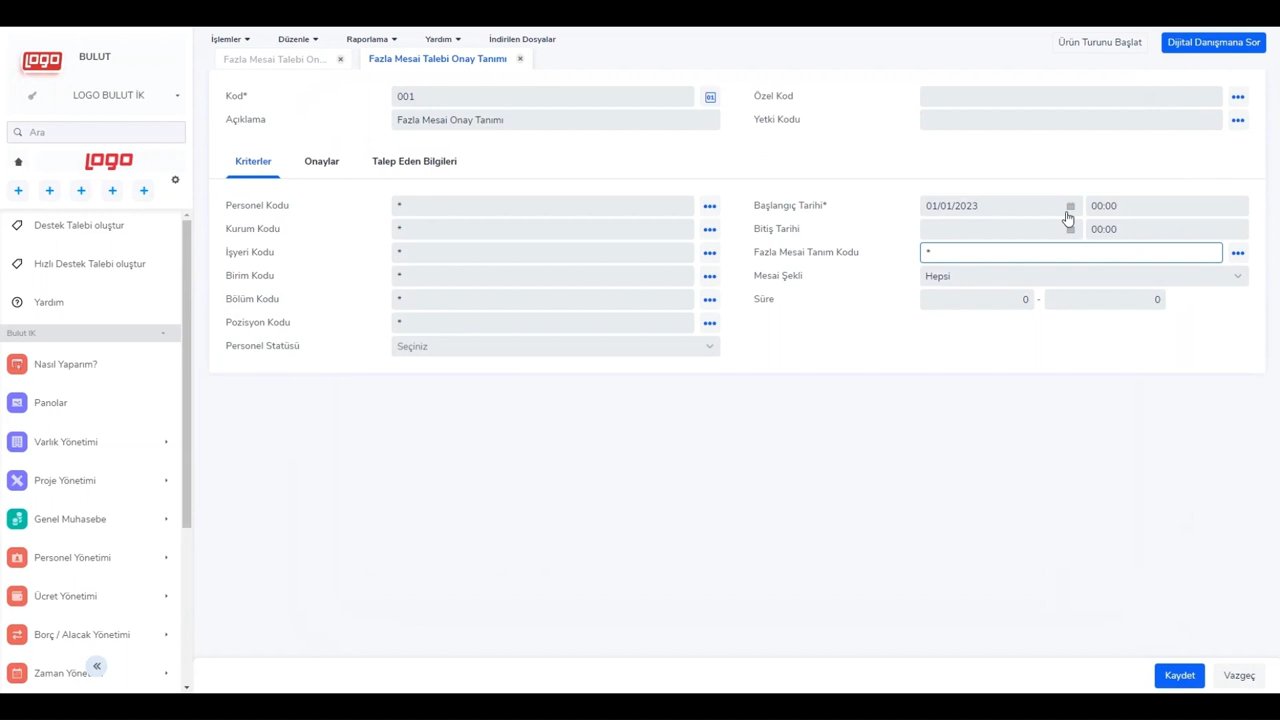 LOGO
BULUT
LOGO BULUT İK
Ara
LOGO
Destek Talebi oluştur
Hızlı Destek Talebi oluştur
Yardım
Bulut IK
Nasıl Yaparım?
Panolar
Varlık Yönetimi
Proje Yönetimi
Genel Muhasebe
Personel Yönetimi
Ücret Yönetimi
Borç / Alacak Yönetimi
Zaman Yöne
İşlemler
Düzenle
Raporlama
Yardım
İndirilen Dosyalar
Ürün Turunu Başlat
Dijital Danışmana Sor
Fazla Mesai Talebi On...
Fazla Mesai Talebi Onay Tanımı
Kod* 001
Açıklama Fazla Mesai Onay Tanımı
Özel Kod
Yetki Kodu
Kriterler Onaylar Talep Eden Bilgileri
Personel Kodu *
Kurum Kodu *
İşyeri Kodu *
Birim Kodu *
Bölüm Kodu *
Pozisyon Kodu *
Personel Statüsü Seçiniz
Başlangıç Tarihi* 01/01/2023 00:00
Bitiş Tarihi 00:00
Fazla Mesai Tanım Kodu *
Mesai Şekli Hepsi
Süre 0 - 0
Kaydet Vazgeç